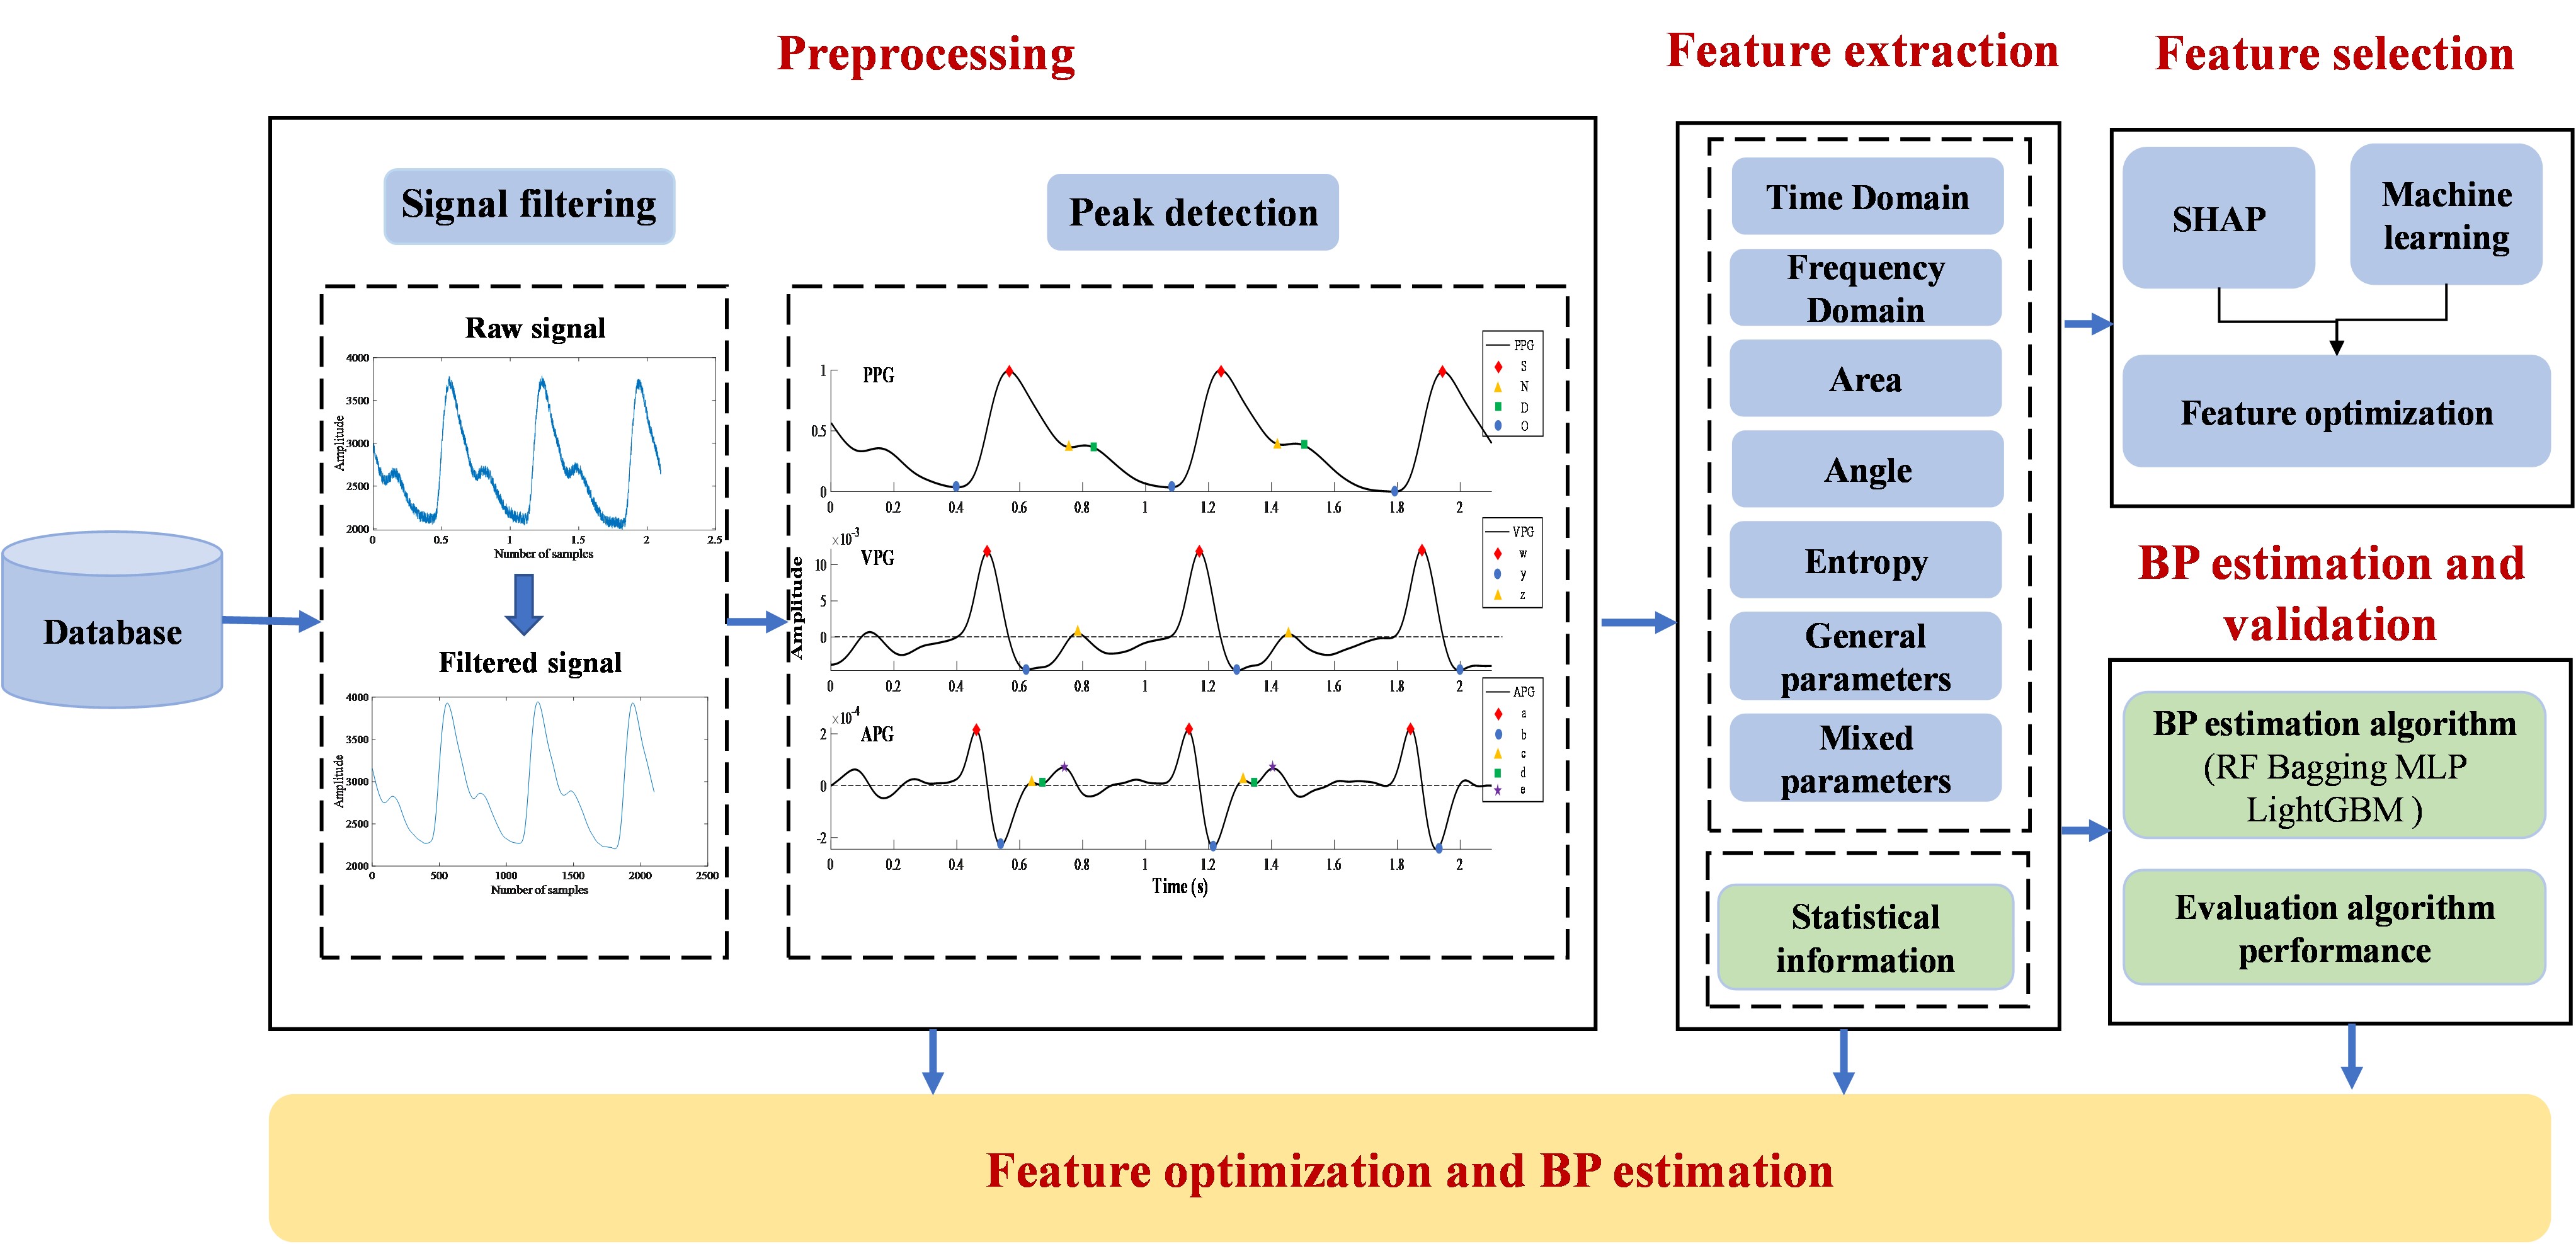 Preprocessing
Feature extraction
Feature selection
Signal filtering
Peak detection
Raw signal
4000
3500
3000
2500
2000
Amplitude
0 0.5 1 1.5 2 2.5
Number of samples
Filtered signal
4000
3500
3000
2500
2000
Amplitude
0 500 1000 1500 2000 2500
Number of samples
Database
PPG
1
0.5
0
0 0.2 0.4 0.6 0.8 1 1.2 1.4 1.6 1.8 2
PPG
S
N
D
O
×10⁻³
VPG
10
5
0
Amplitude
0 0.2 0.4 0.6 0.8 1 1.2 1.4 1.6 1.8 2
VPG
w
y
z
×10⁻⁴
APG
2
0
-2
0 0.2 0.4 0.6 0.8 1 1.2 1.4 1.6 1.8 2
Time (s)
APG
a
b
c
d
e
Time Domain
Frequency
Domain
Area
Angle
Entropy
General
parameters
Mixed
parameters
Statistical
information
SHAP
Machine
learning
Feature optimization
BP estimation and
validation
BP estimation algorithm
(RF Bagging MLP
LightGBM )
Evaluation algorithm
performance
Feature optimization and BP estimation